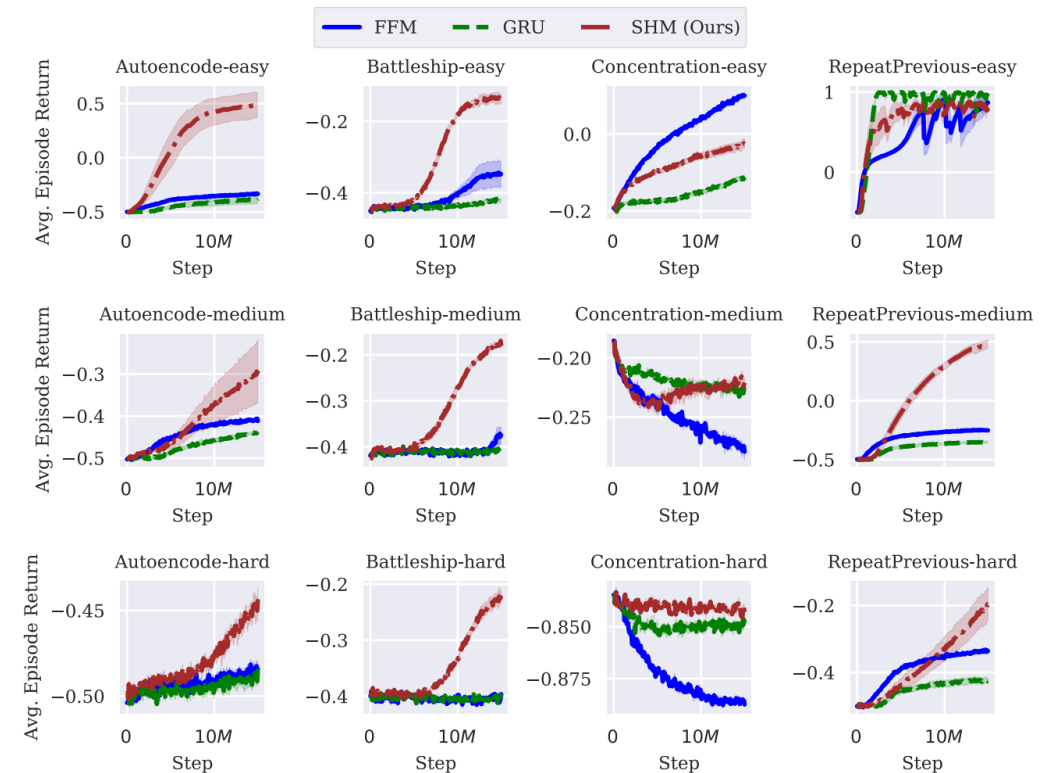 FFM GRU SHM (Ours)
Autoencode-easy Battleship-easy Concentration-easy RepeatPrevious-easy
Avg. Episode Return
0.5
0.0
−0.5
0 10M
Step
−0.2
−0.4
0 10M
Step
0.0
−0.2
0 10M
Step
1
0
0 10M
Step
Autoencode-medium Battleship-medium Concentration-medium RepeatPrevious-medium
Avg. Episode Return
−0.3
−0.4
−0.5
0 10M
Step
−0.2
−0.3
−0.4
0 10M
Step
−0.20
−0.25
0 10M
Step
0.5
0.0
−0.5
0 10M
Step
Autoencode-hard Battleship-hard Concentration-hard RepeatPrevious-hard
Avg. Episode Return
−0.45
−0.50
0 10M
Step
−0.2
−0.3
−0.4
0 10M
Step
−0.850
−0.875
0 10M
Step
−0.2
−0.4
0 10M
Step